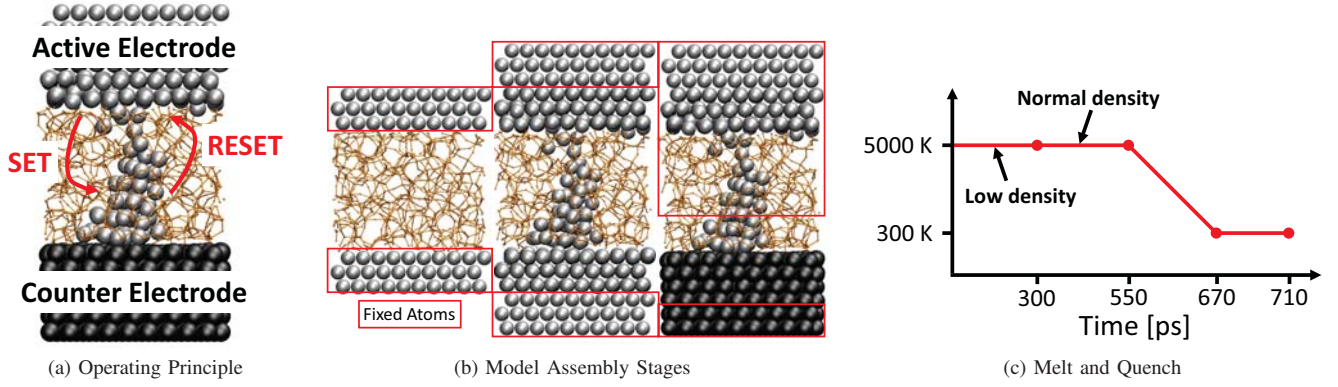 Active Electrode
SET
RESET
Counter Electrode
(a) Operating Principle
Fixed Atoms
(b) Model Assembly Stages
5000 K
300 K
Normal density
Low density
300 550 670 710
Time [ps]
(c) Melt and Quench